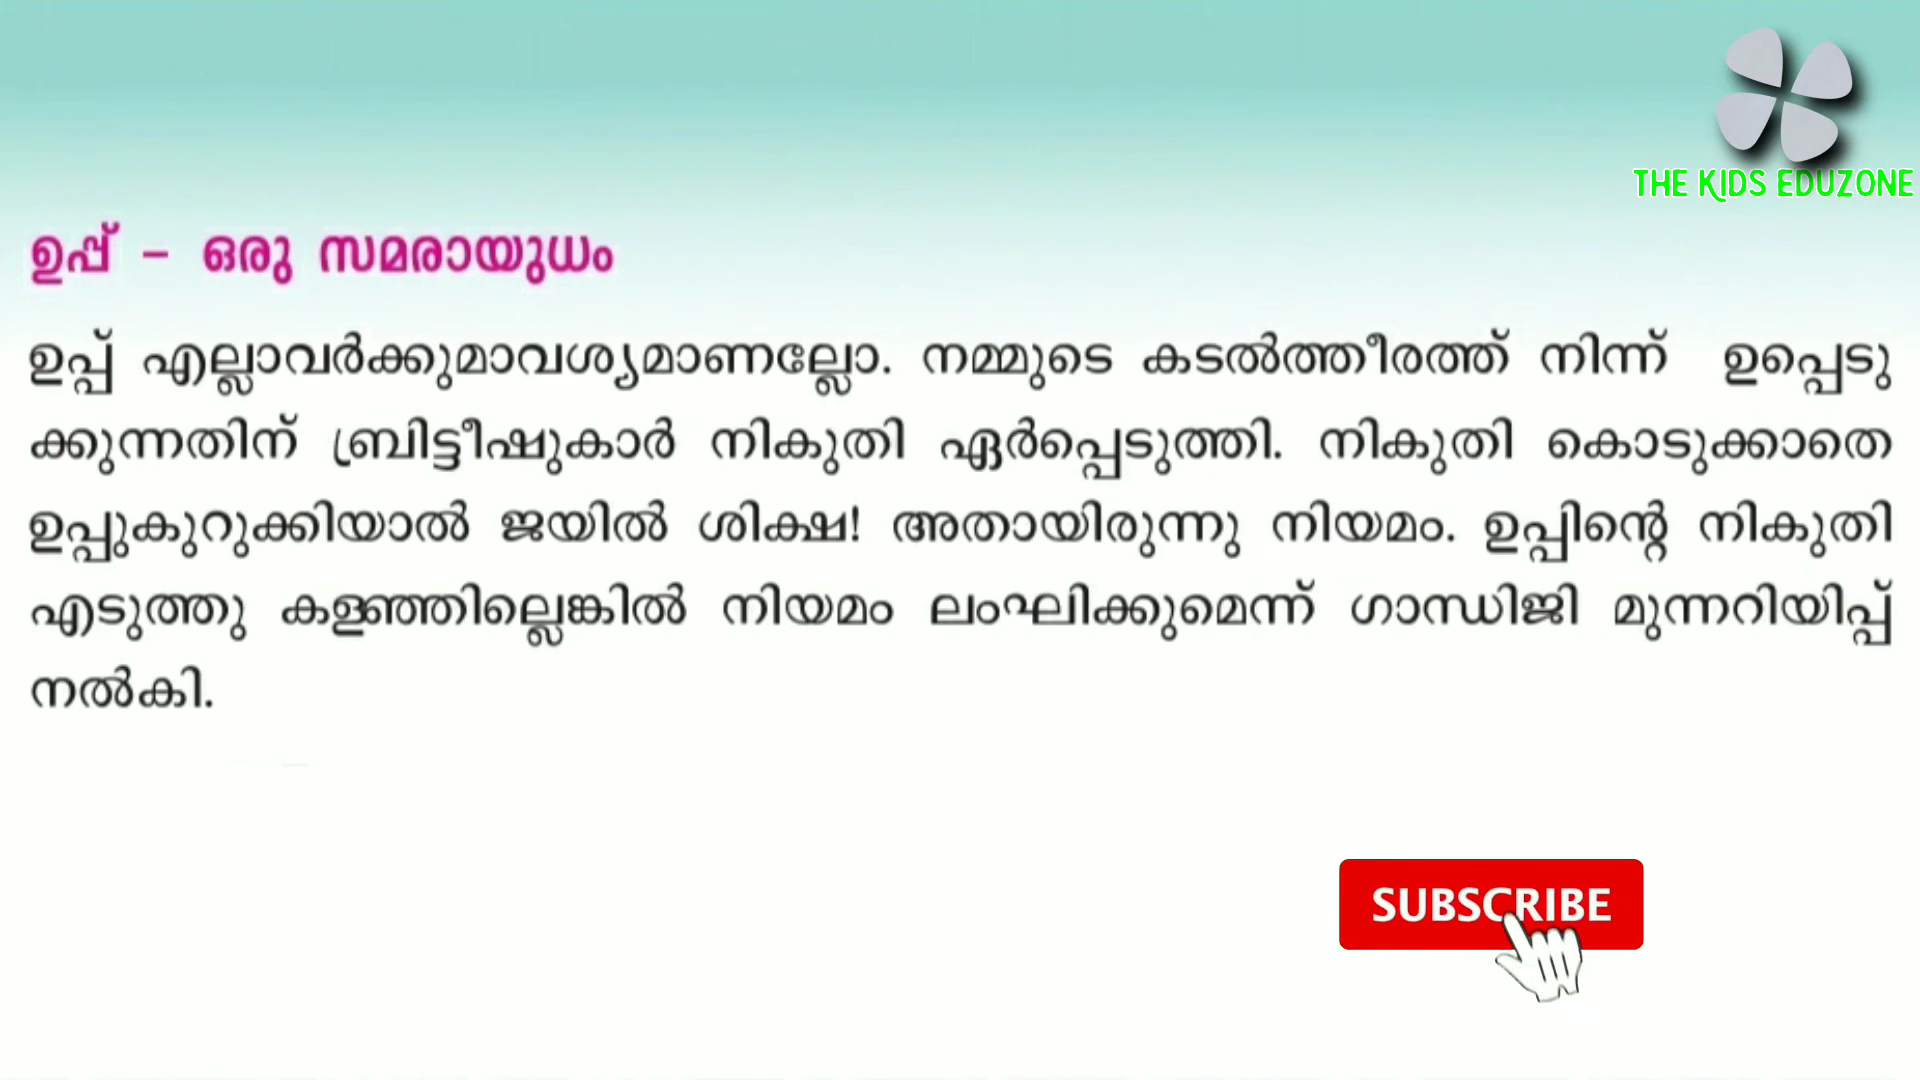 THE KIDS EDUZONE
ഉപ്പ് – ഒരു സമരായുധം
ഉപ്പ് എല്ലാവർക്കുമാവശ്യമാണല്ലോ. നമ്മുടെ കടൽത്തീരത്ത് നിന്ന് ഉപ്പെടു
ക്കുന്നതിന് ബ്രിട്ടീഷുകാർ നികുതി ഏർപ്പെടുത്തി. നികുതി കൊടുക്കാതെ
ഉപ്പുകുറുക്കിയാൽ ജയിൽ ശിക്ഷ! അതായിരുന്നു നിയമം. ഉപ്പിന്റെ നികുതി
എടുത്തു കളഞ്ഞില്ലെങ്കിൽ നിയമം ലംഘിക്കുമെന്ന് ഗാന്ധിജി മുന്നറിയിപ്പ്
നൽകി.
SUBSCRIBE